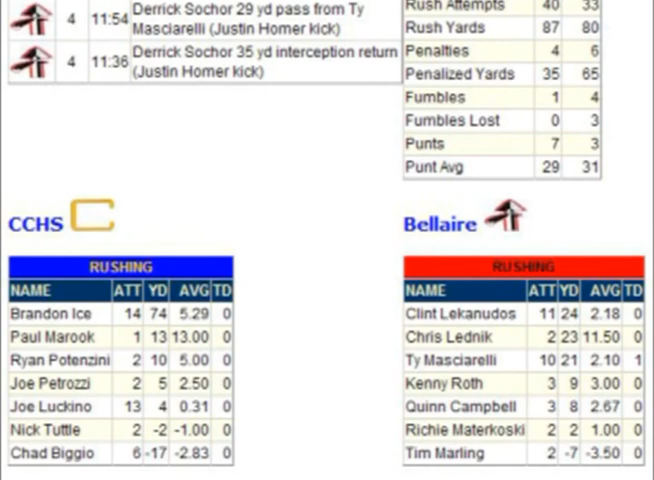 4 11:54 Derrick Sochor 29 yd pass from Ty
Masciarelli (Justin Homer kick)
4 11:36 Derrick Sochor 35 yd interception return
(Justin Homer kick)
Rush Attempts 40 33
Rush Yards 87 80
Penalties 4 6
Penalized Yards 35 65
Fumbles 1 4
Fumbles Lost 0 3
Punts 7 3
Punt Avg 29 31
CCHS
RUSHING
NAME ATT YD AVG TD
Brandon Ice 14 74 5.29 0
Paul Marook 1 13 13.00 0
Ryan Potenzini 2 10 5.00 0
Joe Petrozzi 2 5 2.50 0
Joe Luckino 13 4 0.31 0
Nick Tuttle 2 -2 -1.00 0
Chad Biggio 6 -17 -2.83 0
Bellaire
RUSHING
NAME ATT YD AVG TD
Clint Lekanudos 11 24 2.18 0
Chris Lednik 2 23 11.50 0
Ty Masciarelli 10 21 2.10 1
Kenny Roth 3 9 3.00 0
Quinn Campbell 3 8 2.67 0
Richie Materkoski 2 2 1.00 0
Tim Marling 2 -7 -3.50 0